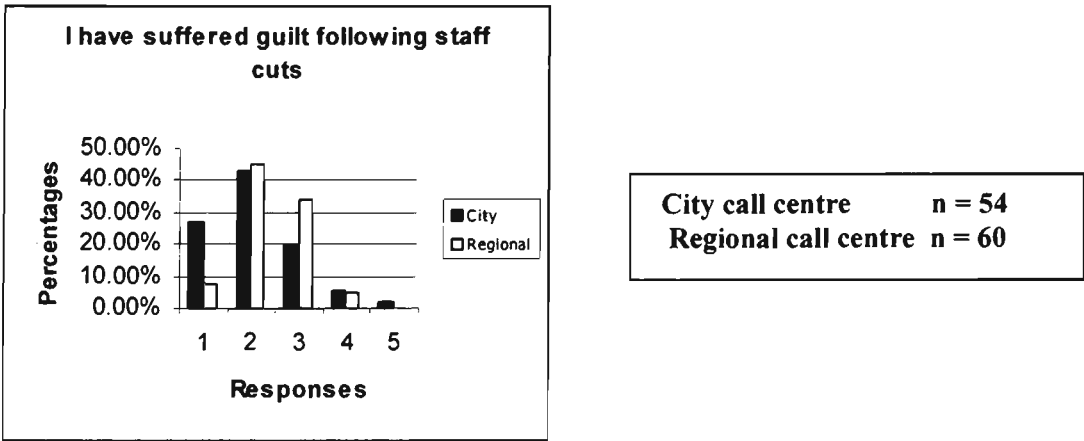 I have suffered guilt following staff
cuts
50.00%
40.00%
30.00%
20.00%
10.00%
0.00%
Percentages
1 2 3 4 5
Responses
City
Regional
City call centre n = 54
Regional call centre n = 60